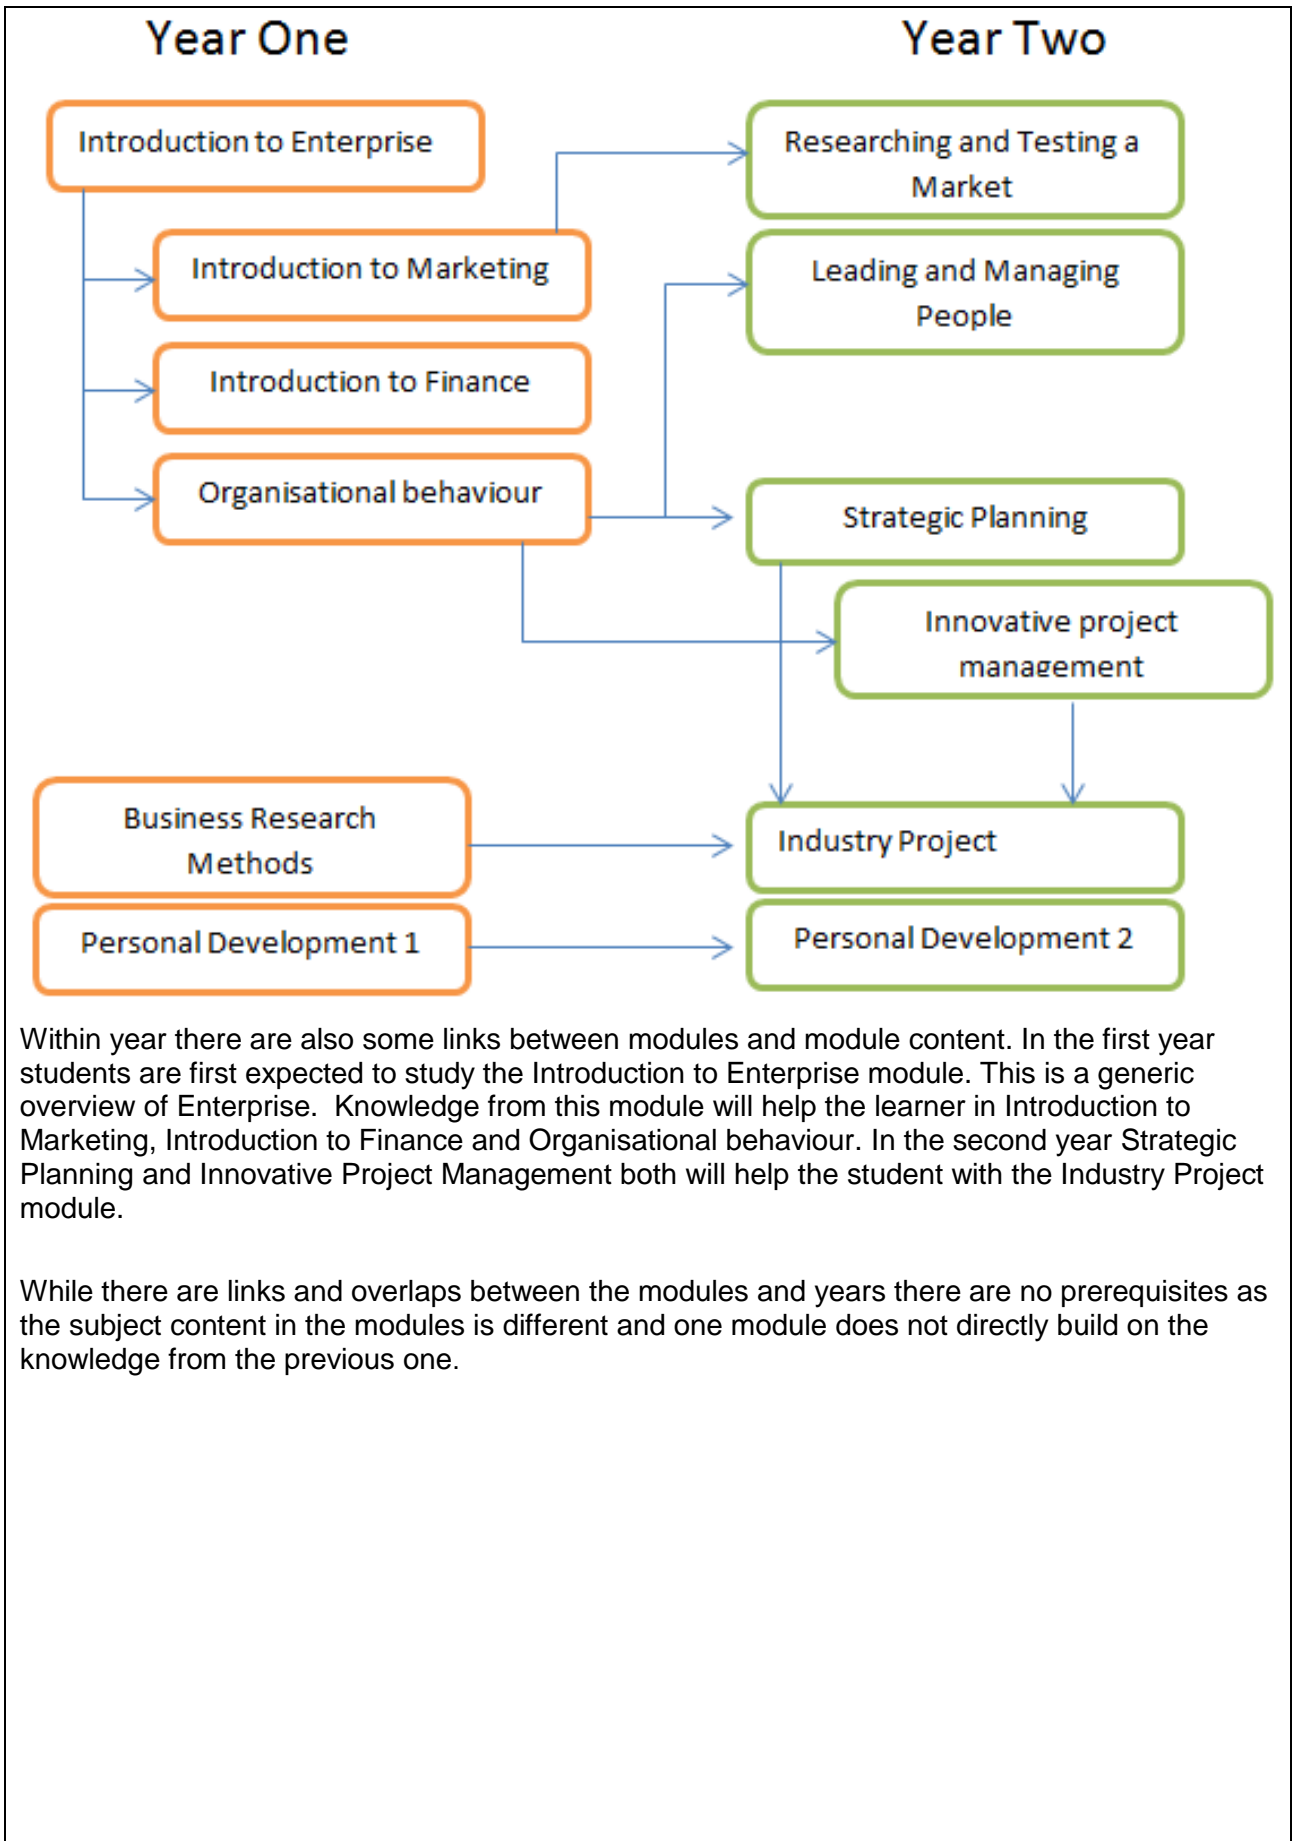 Year One
Year Two
Introduction to Enterprise
Introduction to Marketing
Introduction to Finance
Organisational behaviour
Business Research
Methods
Personal Development 1
Researching and Testing a
Market
Leading and Managing
People
Strategic Planning
Innovative project
management
Industry Project
Personal Development 2
Within year there are also some links between modules and module content. In the first year
students are first expected to study the Introduction to Enterprise module. This is a generic
overview of Enterprise.  Knowledge from this module will help the learner in Introduction to
Marketing, Introduction to Finance and Organisational behaviour. In the second year Strategic
Planning and Innovative Project Management both will help the student with the Industry Project
module.
While there are links and overlaps between the modules and years there are no prerequisites as
the subject content in the modules is different and one module does not directly build on the
knowledge from the previous one.